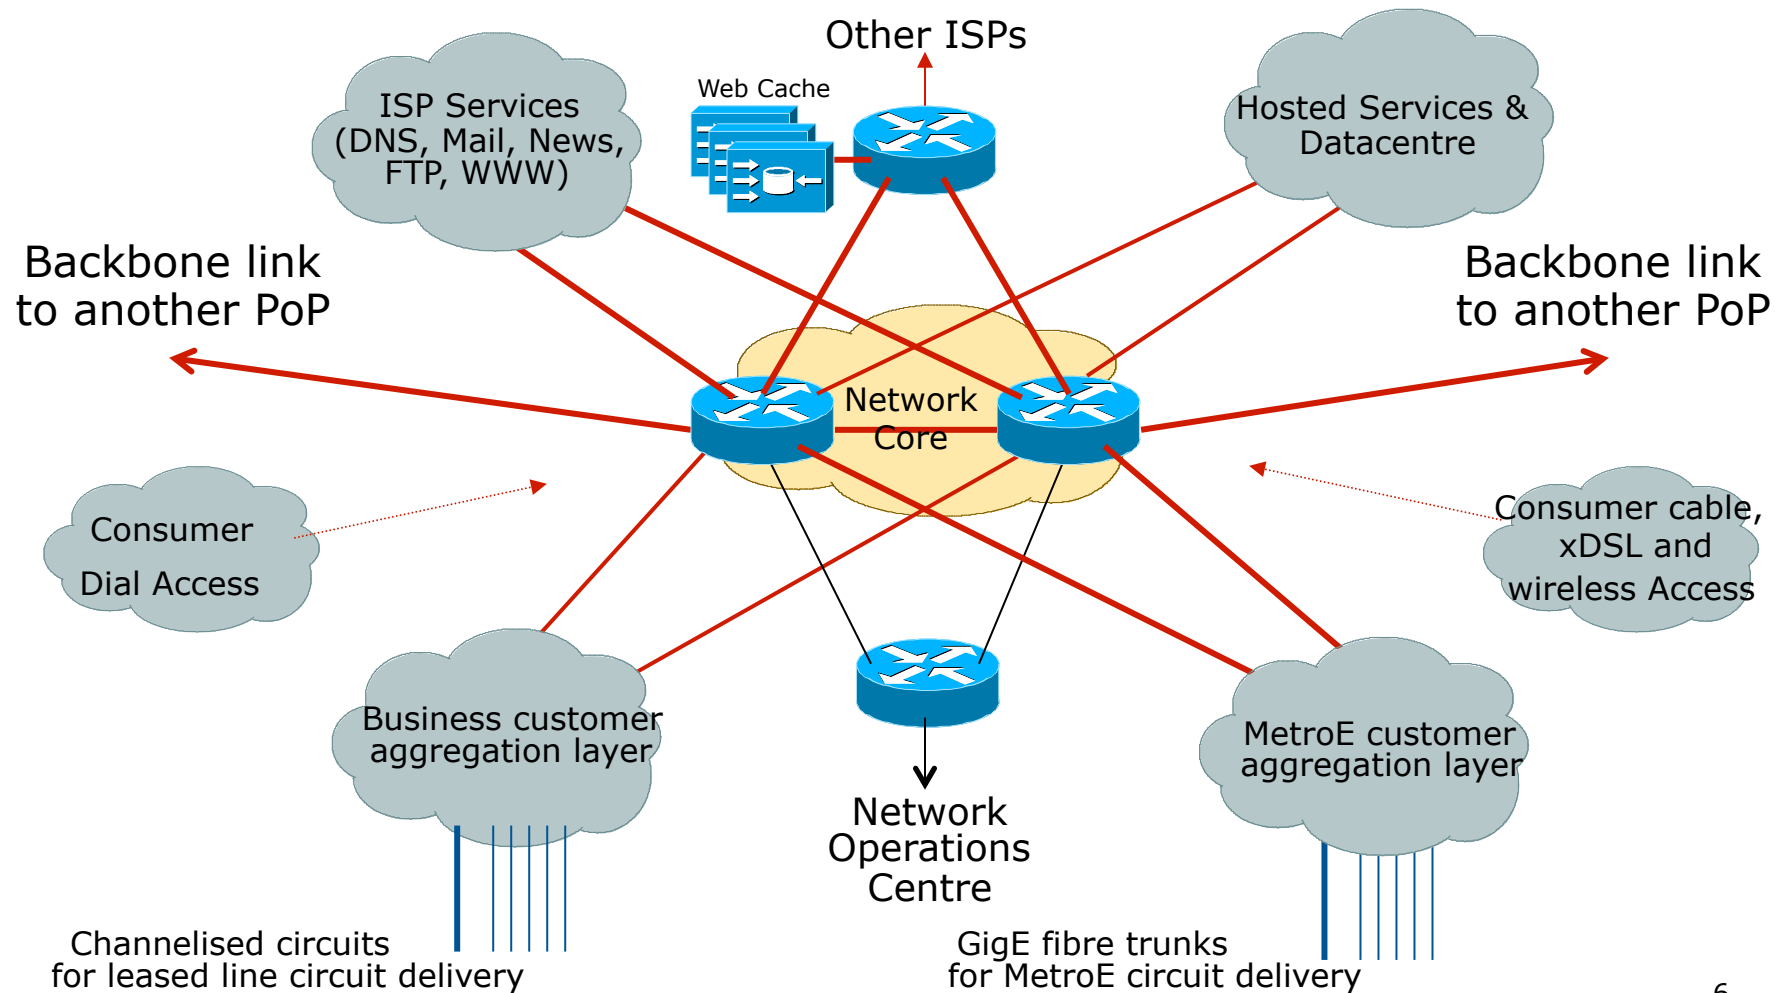 Other ISPs
Web Cache
ISP Services
(DNS, Mail, News,
FTP, WWW)
Hosted Services &
Datacentre
Backbone link
to another PoP
Backbone link
to another PoP
Network
Core
Consumer
Dial Access
Consumer cable,
xDSL and
wireless Access
Business customer
aggregation layer
MetroE customer
aggregation layer
Network
Operations
Centre
Channelised circuits
for leased line circuit delivery
GigE fibre trunks
for MetroE circuit delivery
6